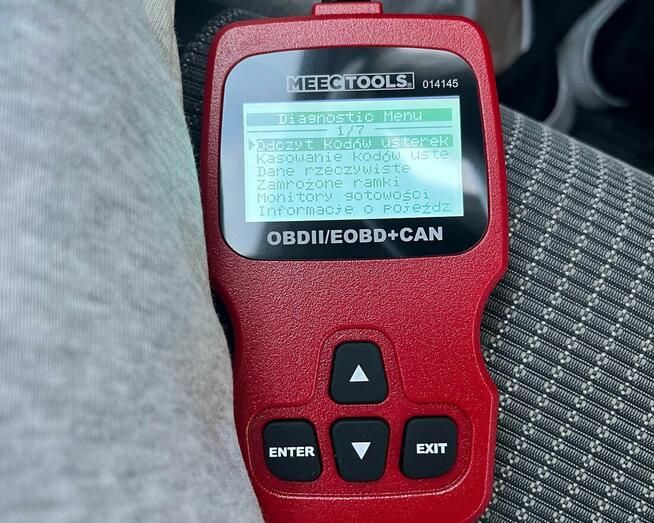 MEECTOOLS® 014145
Diagnostic Menu
1/7
Odczyt kodów usterek
Kasowanie kodów uste
Dane rzeczywiste
Zamrożone ramki
Monitory gotowości
Informacje o pojeźdz
OBDII/EOBD+CAN
ENTER
EXIT